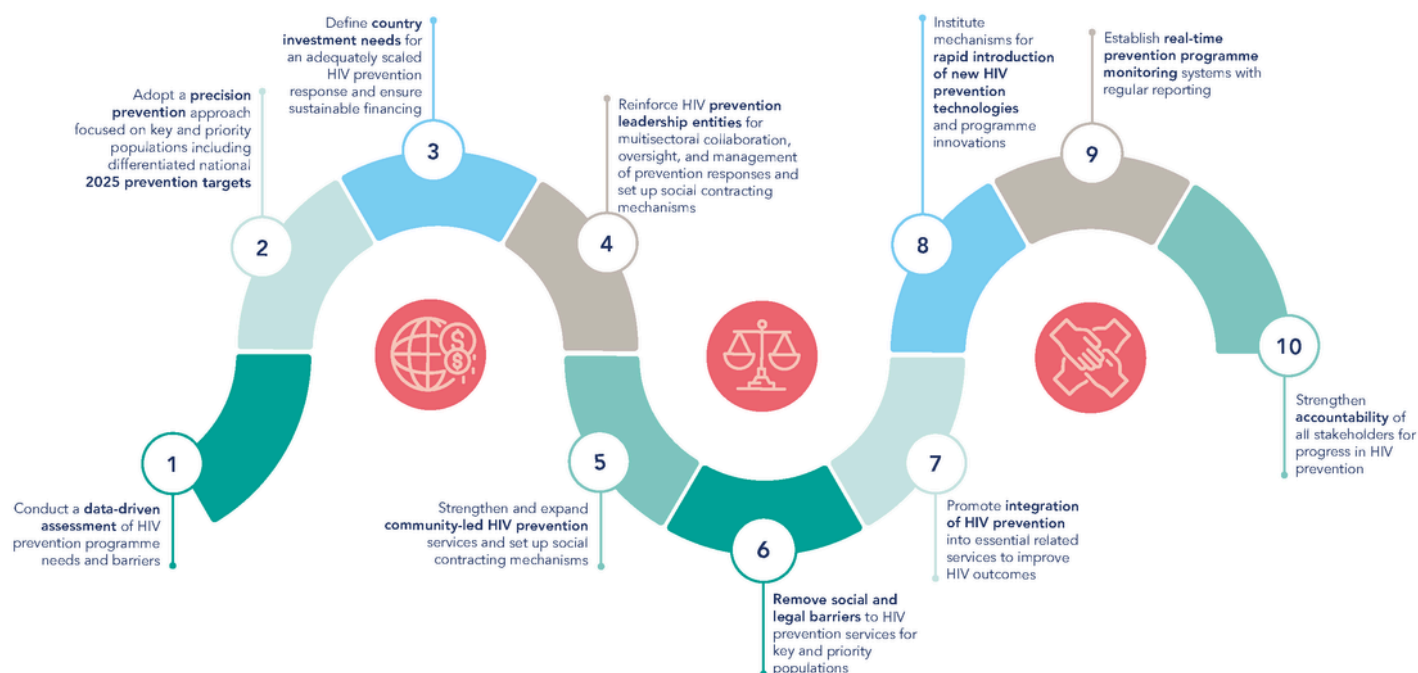 1
Conduct a data-driven
assessment of HIV
prevention programme
needs and barriers
2
Adopt a precision
prevention approach
focused on key and priority
populations including
differentiated national
2025 prevention targets
3
Define country
investment needs for
an adequately scaled
HIV prevention
response and ensure
sustainable financing
4
Reinforce HIV prevention
leadership entities for
multisectoral collaboration,
oversight, and management
of prevention responses and
set up social contracting
mechanisms
5
Strengthen and expand
community-led HIV prevention
services and set up social
contracting mechanisms
6
Remove social and
legal barriers to HIV
prevention services for
key and priority
populations
7
Promote integration
of HIV prevention
into essential related
services to improve
HIV outcomes
8
Institute
mechanisms for
rapid introduction
of new HIV
prevention
technologies
and programme
innovations
9
Establish real-time
prevention programme
monitoring systems with
regular reporting
10
Strengthen
accountability of
all stakeholders for
progress in HIV
prevention
$
$